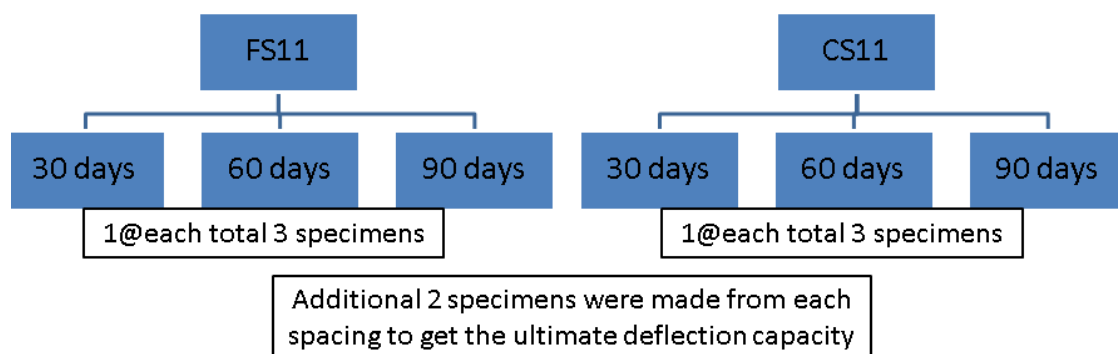 FS11
CS11
30 days
60 days
90 days
30 days
60 days
90 days
1@each total 3 specimens
1@each total 3 specimens
Additional 2 specimens were made from each
spacing to get the ultimate deflection capacity